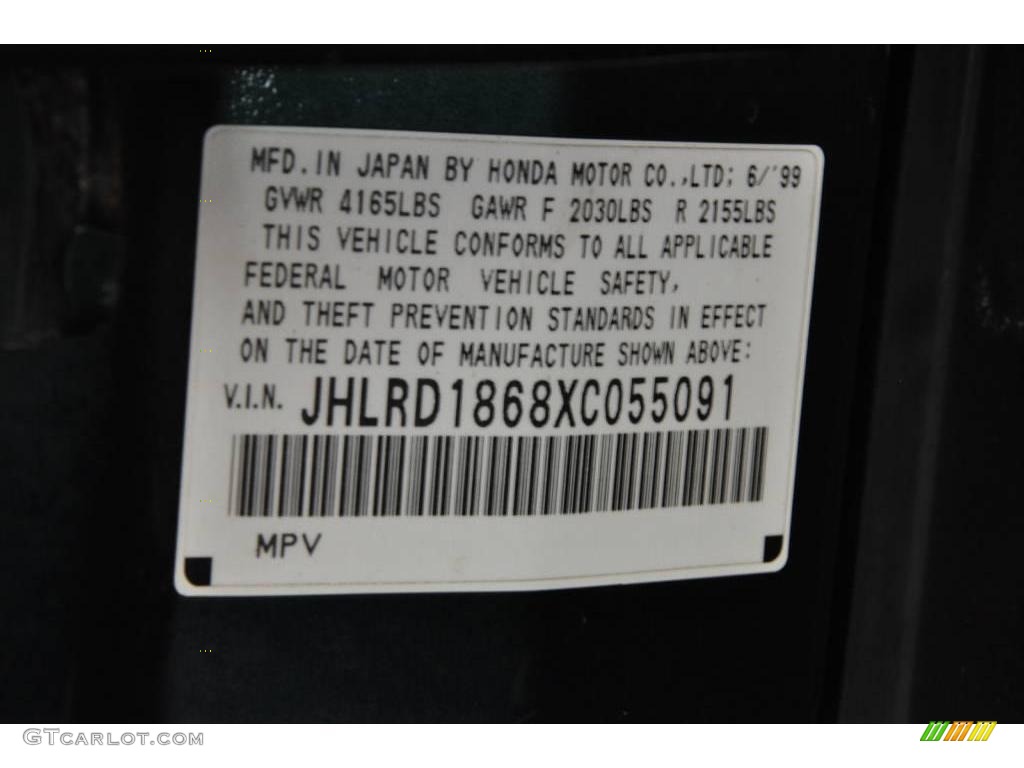 MFD.IN JAPAN BY HONDA MOTOR CO.,LTD; 6/'99
GVWR 4165LBS GAWR F 2030LBS R 2155LBS
THIS VEHICLE CONFORMS TO ALL APPLICABLE
FEDERAL MOTOR VEHICLE SAFETY,
AND THEFT PREVENTION STANDARDS IN EFFECT
ON THE DATE OF MANUFACTURE SHOWN ABOVE:
V.I.N. JHLRD1868XC055091
MPV
GTCARLOT.COM